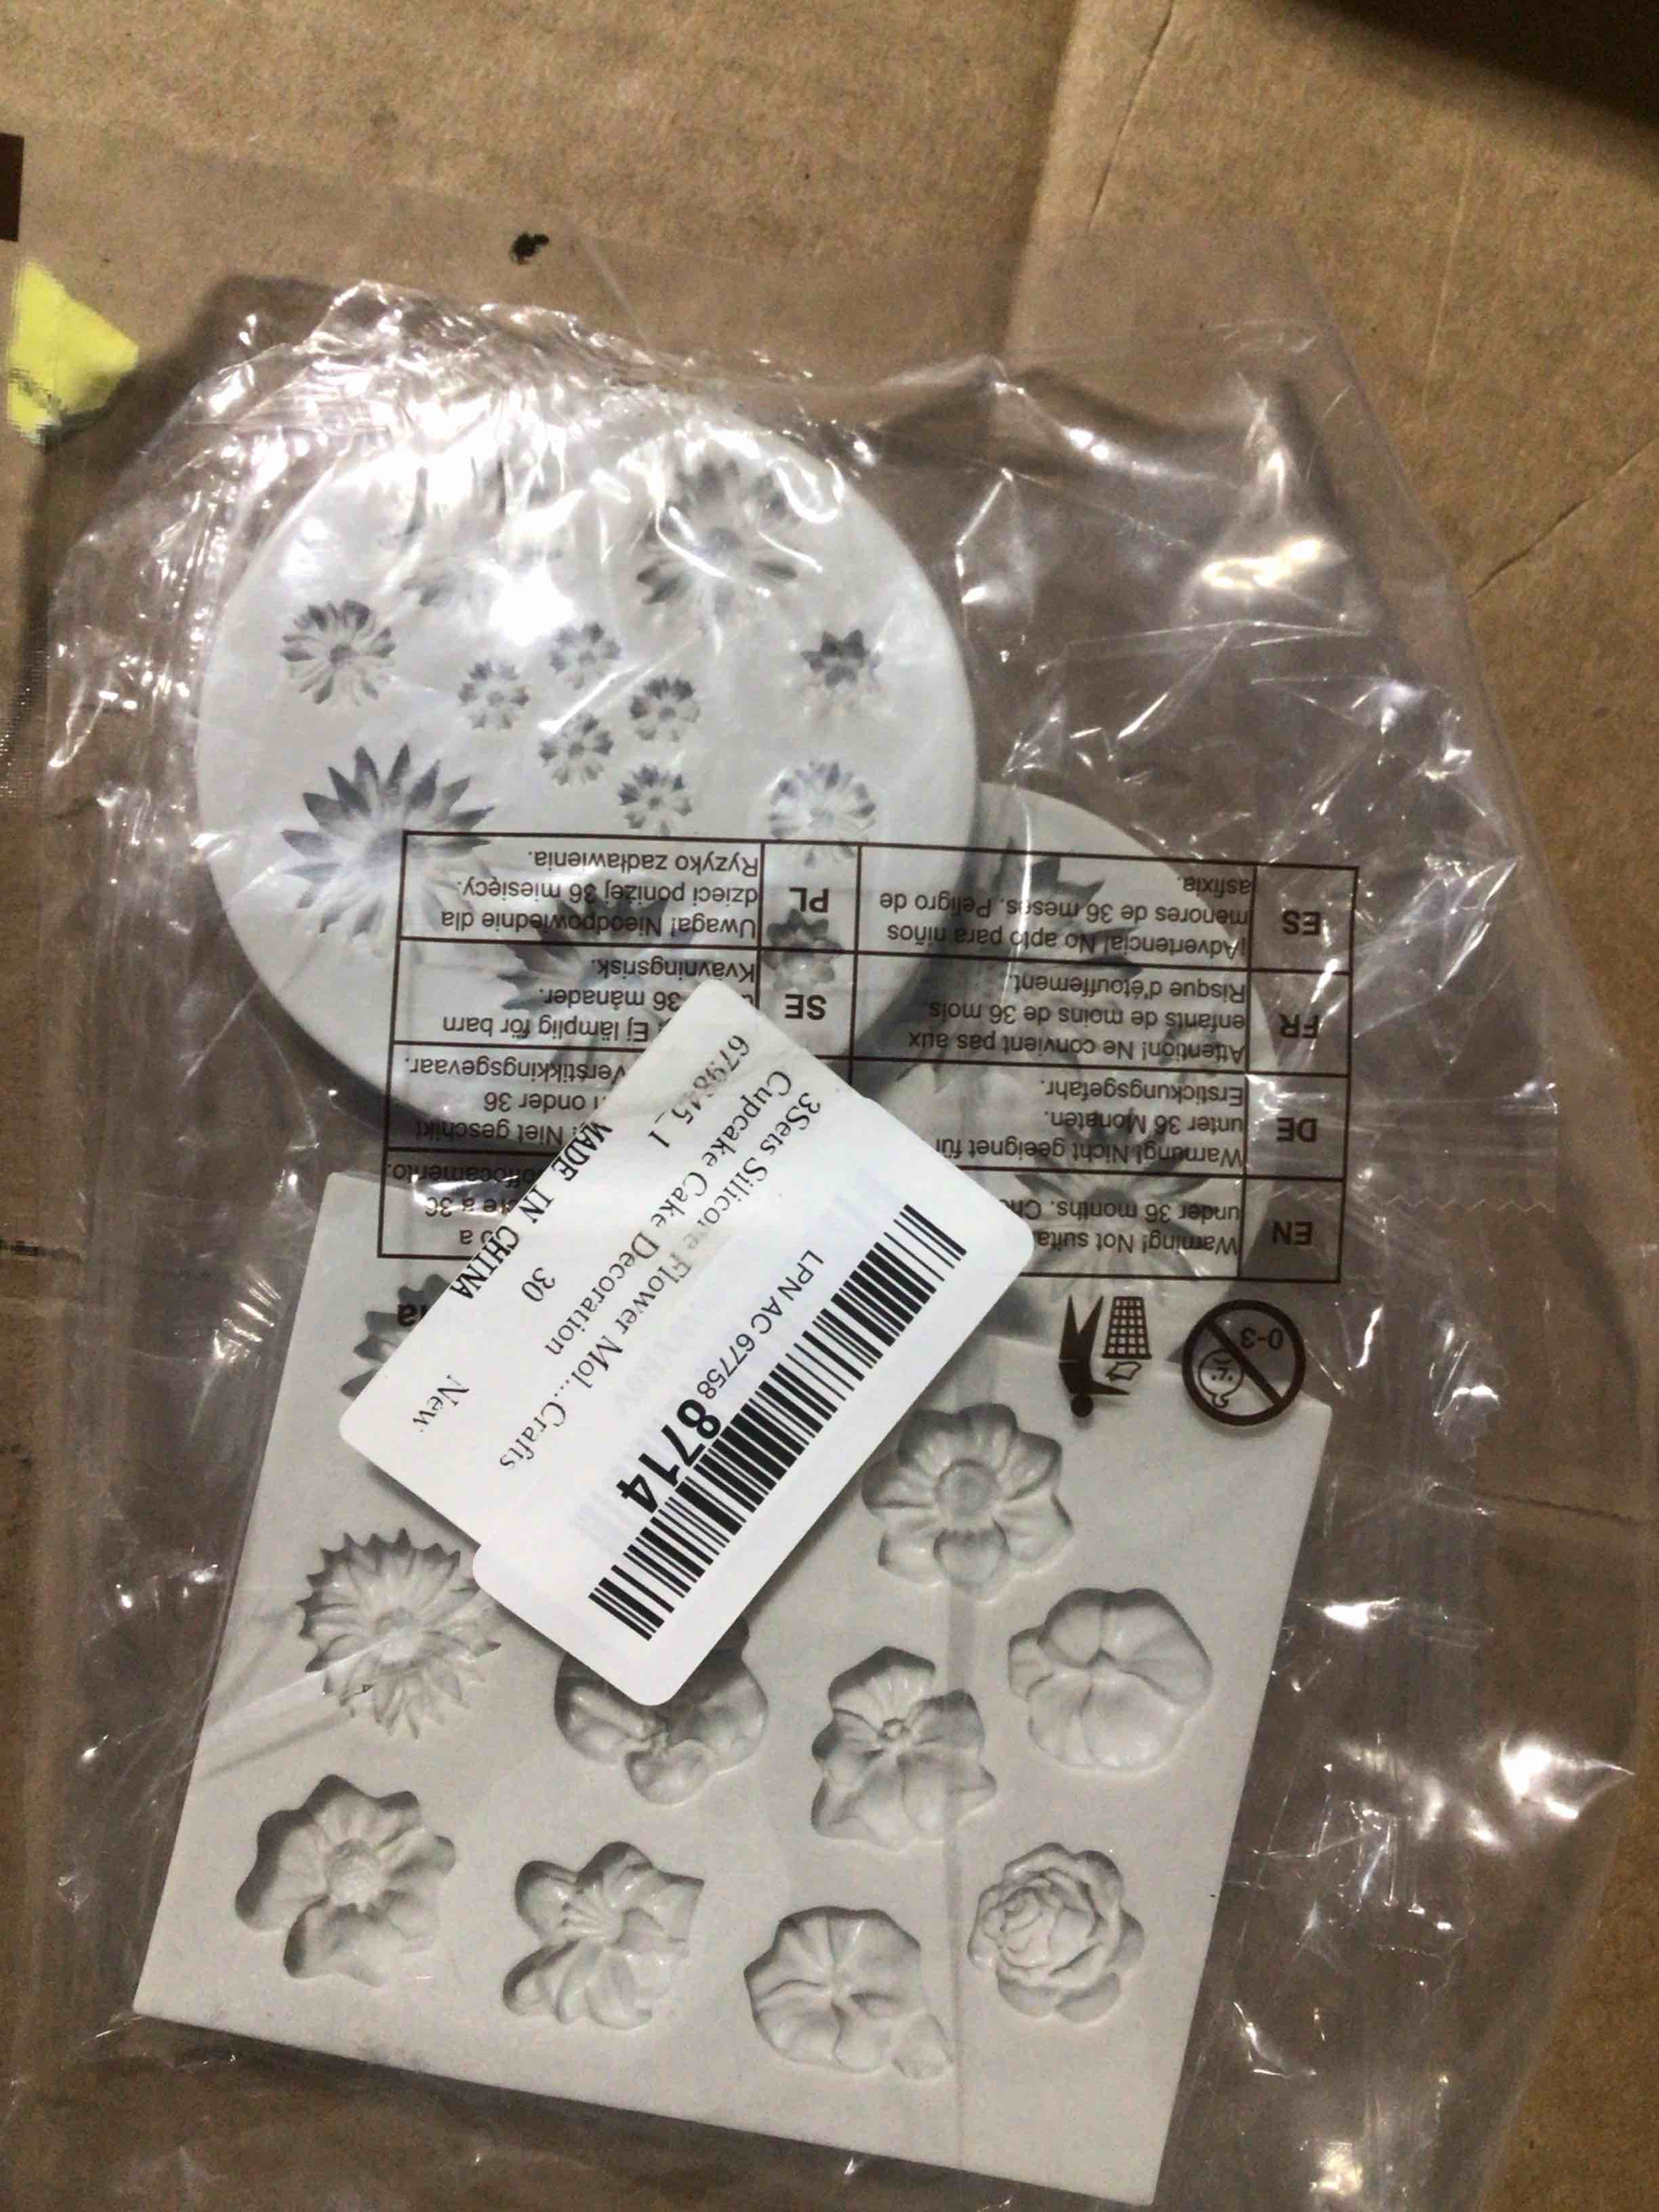 0-3
EN
Warning! Not suita
under 36 months. Ch
DE
Warnung! Nicht geeignet für
unter 36 Monaten.
Erstickungsgefahr.
FR
Attention! Ne convient pas aux
enfants de moins de 36 mois.
Risque d'étouffement.
ES
¡Advertencia! No apto para niños
menores de 36 meses. Peligro de
asfixia.
o a
re a 36
offocamento.
! Niet geschikt
n onder 36
Verstikkingsgevaar.
SE
Ej lämplig för barn
36 månader.
Kvävningsrisk.
PL
Uwaga! Nieodpowiednie dla
dzieci poniżej 36 miesięcy.
Ryzyko zadławienia.
LPN AC 67758 8714
3Sets Silicone Flower Mol...Crafts
Cupcake Cake Decoration
New
30
MADE IN CHINA